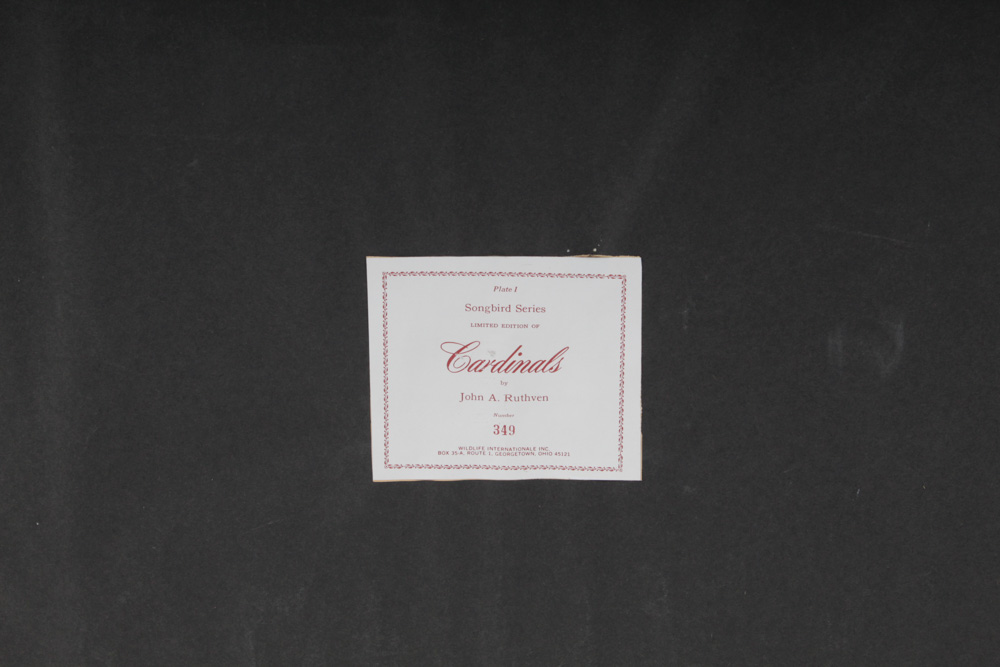 Plate I
Songbird Series
LIMITED EDITION OF
Cardinals
by
John A. Ruthven
Number
349
WILDLIFE INTERNATIONALE INC.
BOX 35-A, ROUTE 1, GEORGETOWN, OHIO 45121